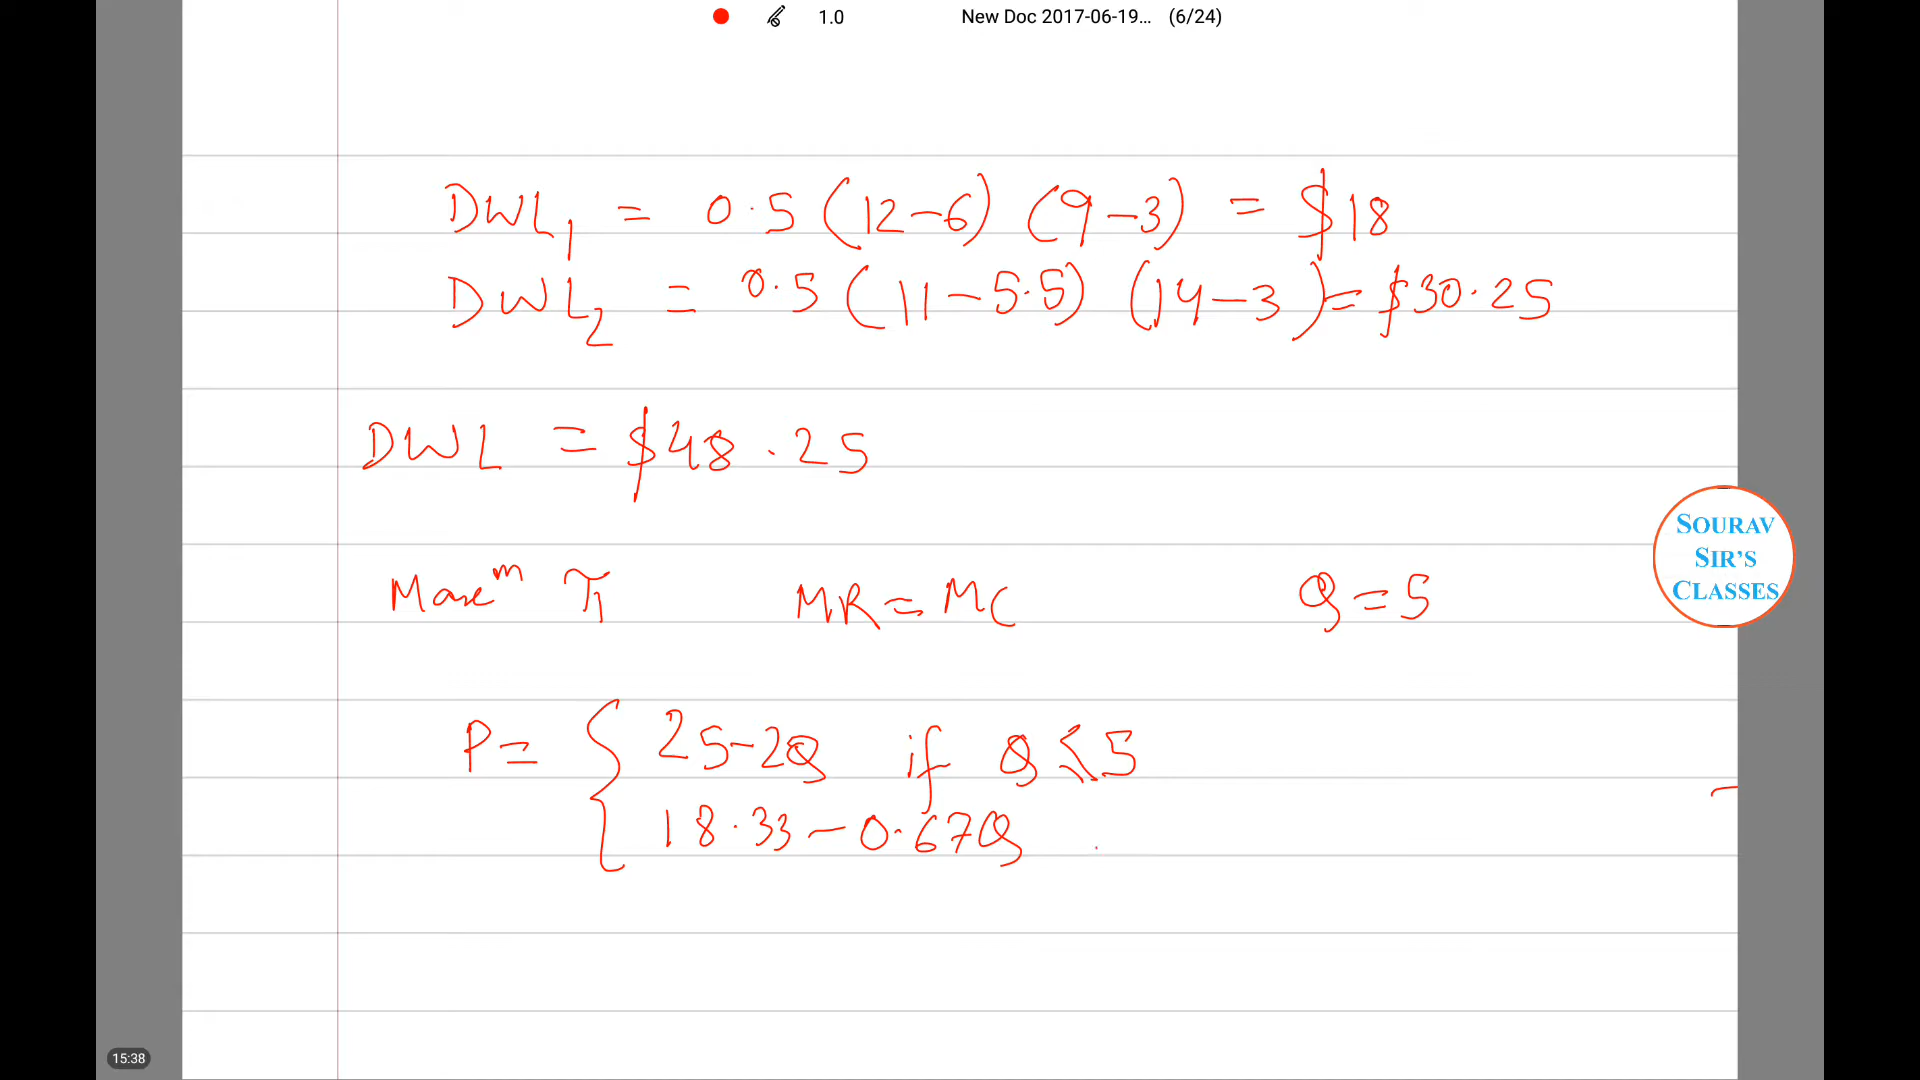 1.0 New Doc 2017-06-19... (6/24)
DWL₁ = 0.5 (12-6) (9-3) = $18
DWL₂ = 0.5 (11-5.5) (14-3) = $30.25
DWL = $48.25
SOURAV
SIR'S
CLASSES
Maxᵐ π MR = MC Q = 5
P = { 25-2Q if Q ≤ 5
18.33-0.67Q
15:38